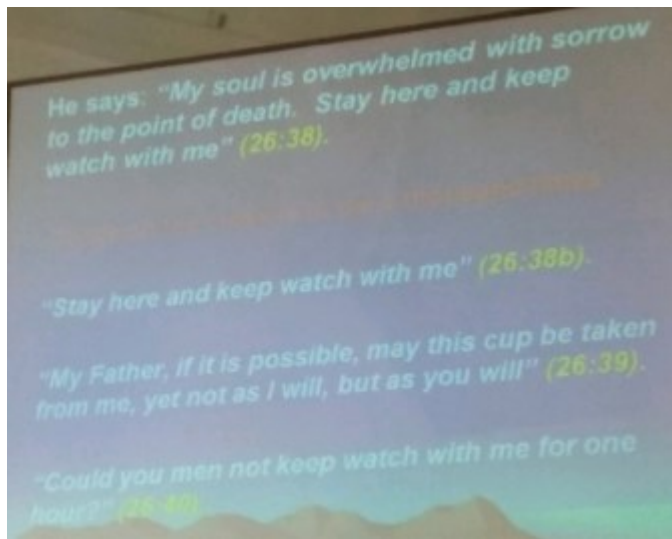 He says: "My soul is overwhelmed with sorrow
to the point of death. Stay here and keep
watch with me" (26:38).
"Stay here and keep watch with me" (26:38b).
"My Father, if it is possible, may this cup be taken
from me, yet not as I will, but as you will" (26:39).
"Could you men not keep watch with me for one
hour?" (26:40)